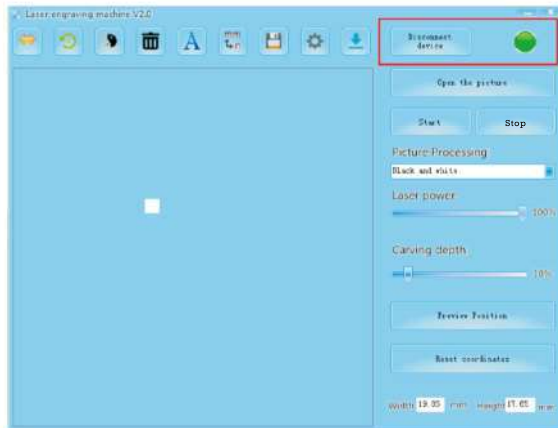 Laser engraving machine V2.0
A
Disconnect
device
Open the picture
Start Stop
Picture Processing
Black and white
Laser power
100%
Carving depth
10%
Preview Position
Reset coordinates
Width 19.05 mm Height 17.65 mm